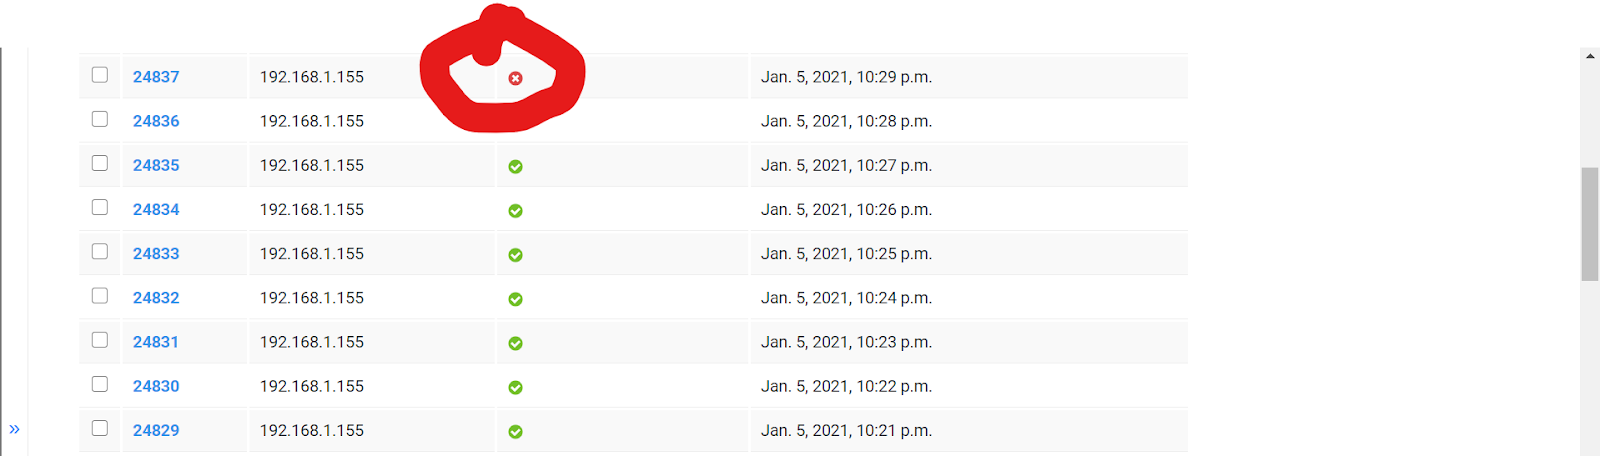 24837 192.168.1.155 Jan. 5, 2021, 10:29 p.m.
24836 192.168.1.155 Jan. 5, 2021, 10:28 p.m.
24835 192.168.1.155 Jan. 5, 2021, 10:27 p.m.
24834 192.168.1.155 Jan. 5, 2021, 10:26 p.m.
24833 192.168.1.155 Jan. 5, 2021, 10:25 p.m.
24832 192.168.1.155 Jan. 5, 2021, 10:24 p.m.
24831 192.168.1.155 Jan. 5, 2021, 10:23 p.m.
24830 192.168.1.155 Jan. 5, 2021, 10:22 p.m.
24829 192.168.1.155 Jan. 5, 2021, 10:21 p.m.